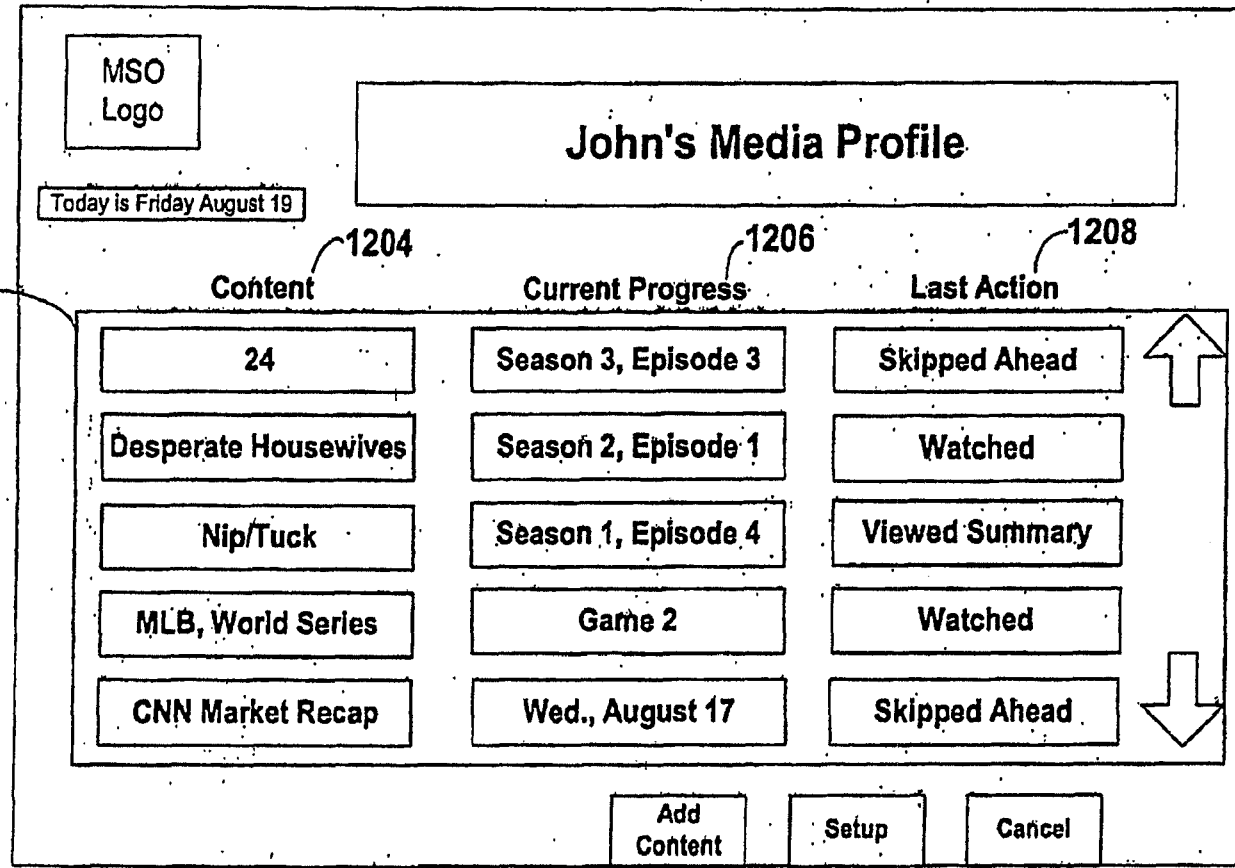 MSO
Logo
John's Media Profile
Today is Friday August 19
1204
1206
1208
Content
Current Progress
Last Action
24
Season 3, Episode 3
Skipped Ahead
Desperate Housewives
Season 2, Episode 1
Watched
Nip/Tuck
Season 1, Episode 4
Viewed Summary
MLB, World Series
Game 2
Watched
CNN Market Recap
Wed., August 17
Skipped Ahead
Add
Content
Setup
Cancel